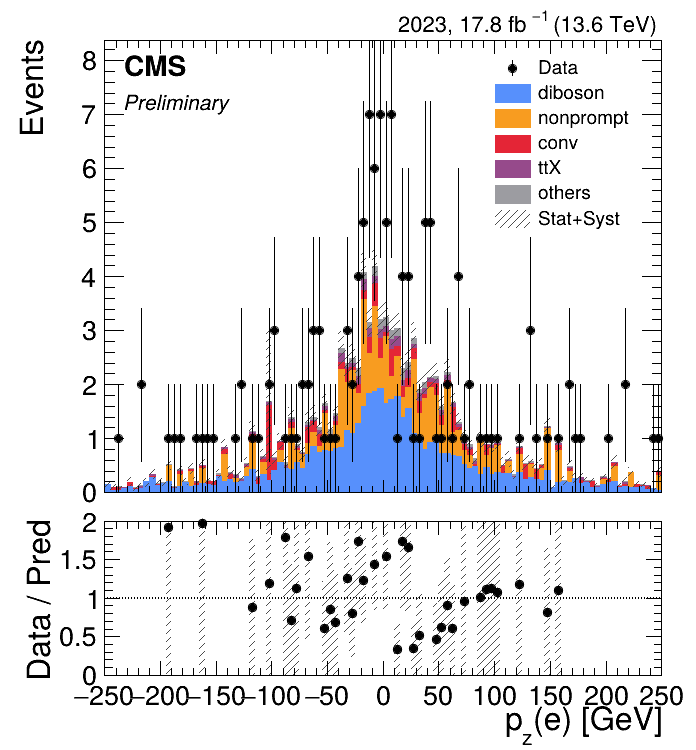 2023, 17.8 fb⁻¹ (13.6 TeV)
Events
CMS
Preliminary
Data
diboson
nonprompt
conv
ttX
others
Stat+Syst
8
7
6
5
4
3
2
1
0
Data / Pred
2
1.5
1
0.5
0
−250 −200 −150 −100 −50 0 50 100 150 200 250
p_z(e) [GeV]